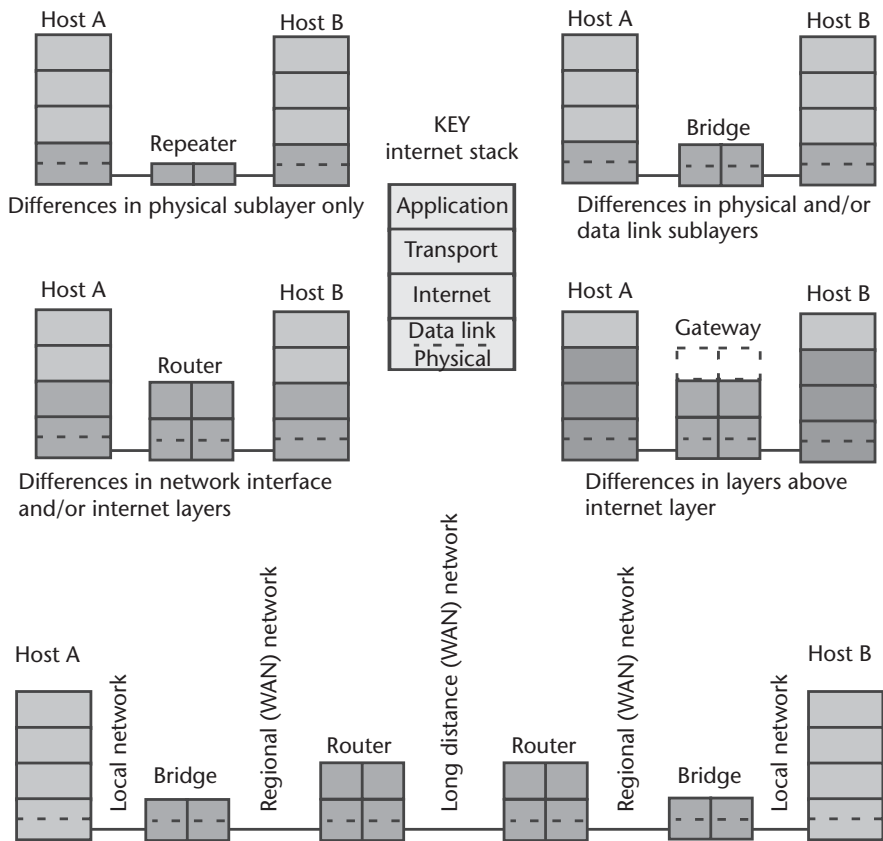 Host A
Host B
Repeater
Differences in physical sublayer only
KEY
internet stack
Application
Transport
Internet
Data link
Physical
Host A
Host B
Bridge
Differences in physical and/or
data link sublayers
Host A
Host B
Router
Differences in network interface
and/or internet layers
Host A
Host B
Gateway
Differences in layers above
internet layer
Host A
Local network
Bridge
Regional (WAN) network
Router
Long distance (WAN) network
Router
Regional (WAN) network
Bridge
Local network
Host B